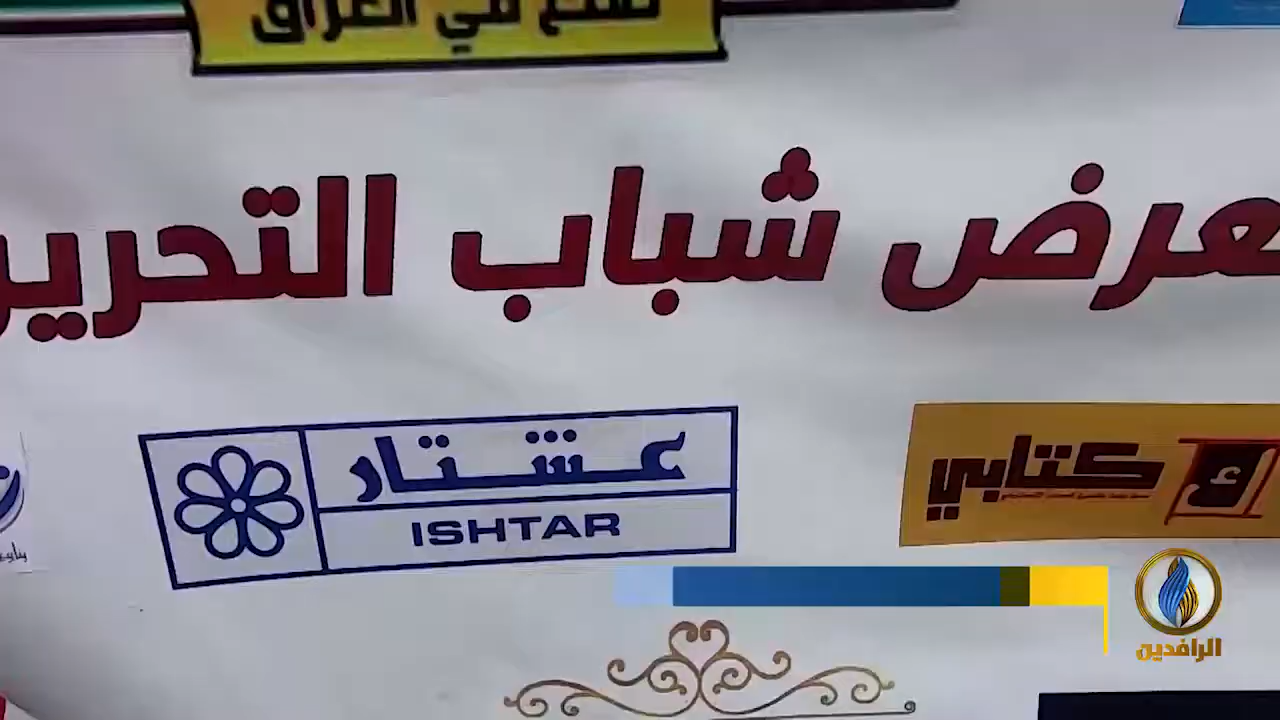 صنع في العراق
معرض شباب التحرير
عشتار
ISHTAR
كتابي
الرافدين